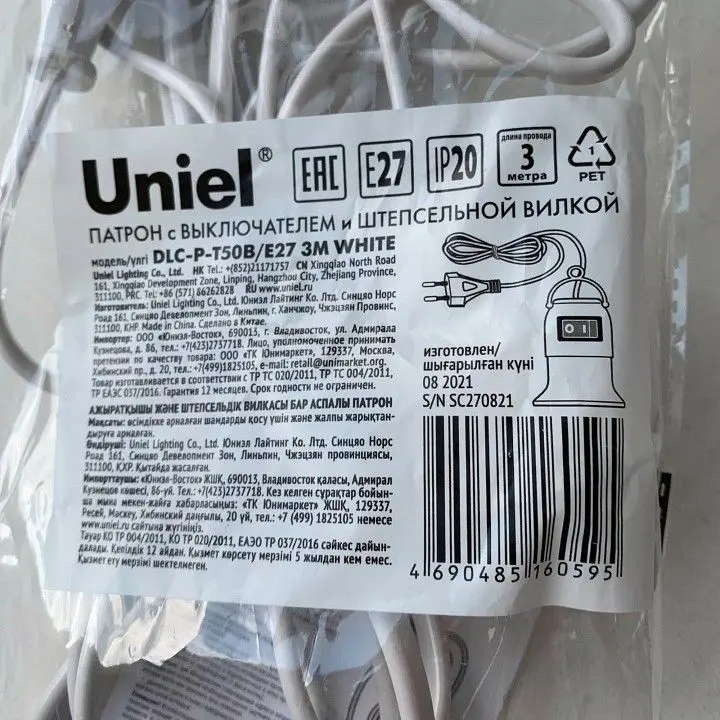 Uniel®
EAC
E27
IP20
длина провода
3
метра
1
PET
ПАТРОН с ВЫКЛЮЧАТЕЛЕМ и ШТЕПСЕЛЬНОЙ ВИЛКОЙ
модель/үлгі DLC-P-T50B/E27 3M WHITE
Uniel Lighting Co., Ltd. HK Tel.: +(852)21171757 CN Xingqiao North Road
161, Xingqiao Development Zone, Linping, Hangzhou City, Zhejiang Province,
311100, PRC. Tel: +86 (571) 86262828 RU www.uniel.ru
Изготовитель: Uniel Lighting Co., Ltd. Юниэл Лайтинг Ко. Лтд. Синцяо Норс
Роад 161, Синцяо Девелопмент Зон, Линьпин, г. Ханчжоу, Чжэцзян Провинс,
311100, КНР. Made in China. Сделано в Китае.
Импортер: ООО «Юниэл-Восток», 690013, г. Владивосток, ул. Адмирала
Кузнецова, д. 86, тел.: +7(423)2737718. Лицо, уполномоченное принимать
претензии по качеству товара: ООО «ТК Юнимаркет», 129337, Москва,
Хибинский пр., д. 20, тел.: +7(499)1825105, e-mail: retail@unimarket.org.
Товар изготавливается в соответствии с ТР ТС 020/2011, ТР ТС 004/2011,
ТР ЕАЭС 037/2016. Гарантия 12 месяцев. Срок годности не ограничен.
АЖЫРАТҚЫШЫ ЖӘНЕ ШТЕПСЕЛЬДІК ВИЛКАСЫ БАР АСПАЛЫ ПАТРОН
Мақсаты: өсімдікке арналған шамдарды қосу үшін және жалпы жарықтан-
дыруға арналған.
Өндіруші: Uniel Lighting Co., Ltd. Юниэл Лайтинг Ко. Лтд. Синцяо Норс
Роад 161, Синцяо Девелопмент Зон, Линьпин, Чжэцзян провинциясы,
311100, ҚХР. Қытайда жасалған.
Импорттаушы: «Юниэл-Восток» ЖШҚ, 690013, Владивосток қаласы, Адмирал
Кузнецов көшесі, 86-үй. Тел.: +7(423)2737718. Кез келген сұрақтар бойын-
ша мына мекен-жайға хабарласыңыз: «ТК Юнимаркет» ЖШҚ, 129337,
Ресей, Мәскеу, Хибинский даңғылы, 20 үй, тел.: +7 (499) 1825105 немесе
www.uniel.ru сайтына жүгініңіз.
Тауар КО ТР 004/2011, КО ТР 020/2011, ЕАЭО ТР 037/2016 сәйкес дайын-
далады. Кепілдік 12 айдан. Қызмет көрсету мерзімі 5 жылдан кем емес.
Қызмет ету мерзімі шектелмеген.
изготовлен/
шығарылған күні
08 2021
S/N SC270821
4 690485 160595